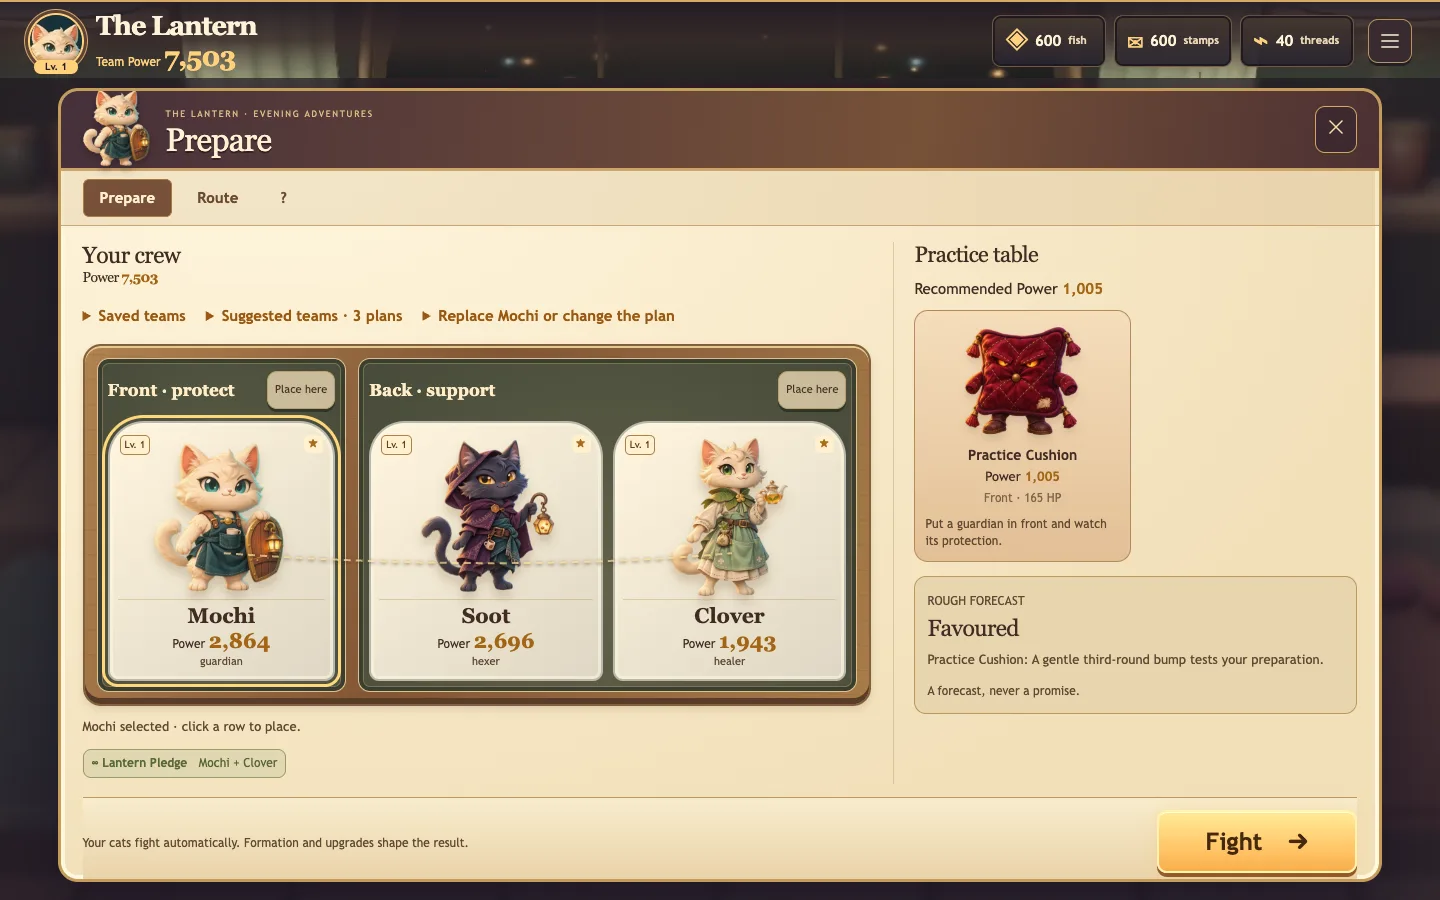 The Lantern
Team Power 7,503
Lv. 1
600 fish
600 stamps
40 threads
THE LANTERN · EVENING ADVENTURES
Prepare
Prepare
Route
?
Your crew
Power 7,503
Saved teams
Suggested teams · 3 plans
Replace Mochi or change the plan
Front · protect
Place here
Back · support
Place here
Lv. 1
Mochi
Power 2,864
guardian
Lv. 1
Soot
Power 2,696
hexer
Lv. 1
Clover
Power 1,943
healer
Mochi selected · click a row to place.
Lantern Pledge Mochi + Clover
Practice table
Recommended Power 1,005
Practice Cushion
Power 1,005
Front · 165 HP
Put a guardian in front and watch
its protection.
ROUGH FORECAST
Favoured
Practice Cushion: A gentle third-round bump tests your preparation.
A forecast, never a promise.
Your cats fight automatically. Formation and upgrades shape the result.
Fight →